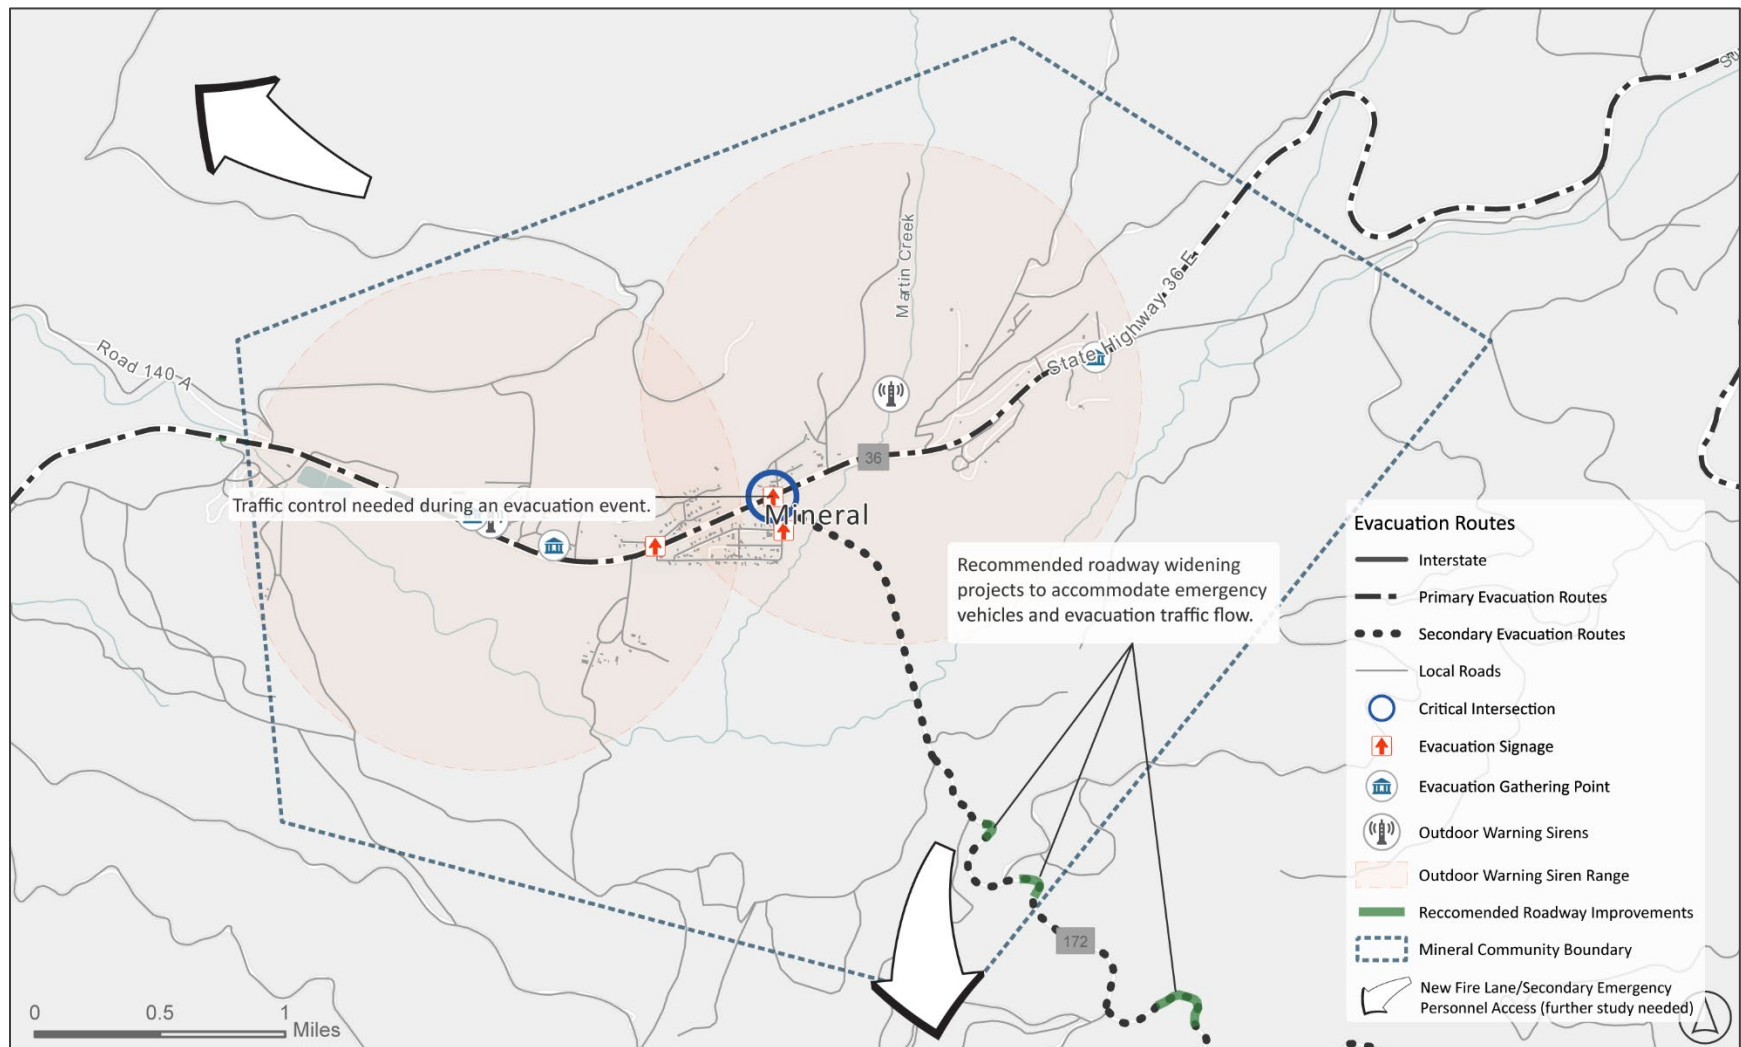 Su
Martin Creek
State Highway 36 E
Road 140 A
36
Traffic control needed during an evacuation event.
Mineral
Recommended roadway widening
projects to accommodate emergency
vehicles and evacuation traffic flow.
172
Evacuation Routes
Interstate
Primary Evacuation Routes
Secondary Evacuation Routes
Local Roads
Critical Intersection
Evacuation Signage
Evacuation Gathering Point
Outdoor Warning Sirens
Outdoor Warning Siren Range
Reccomended Roadway Improvements
Mineral Community Boundary
New Fire Lane/Secondary Emergency
Personnel Access (further study needed)
0 0.5 1
Miles